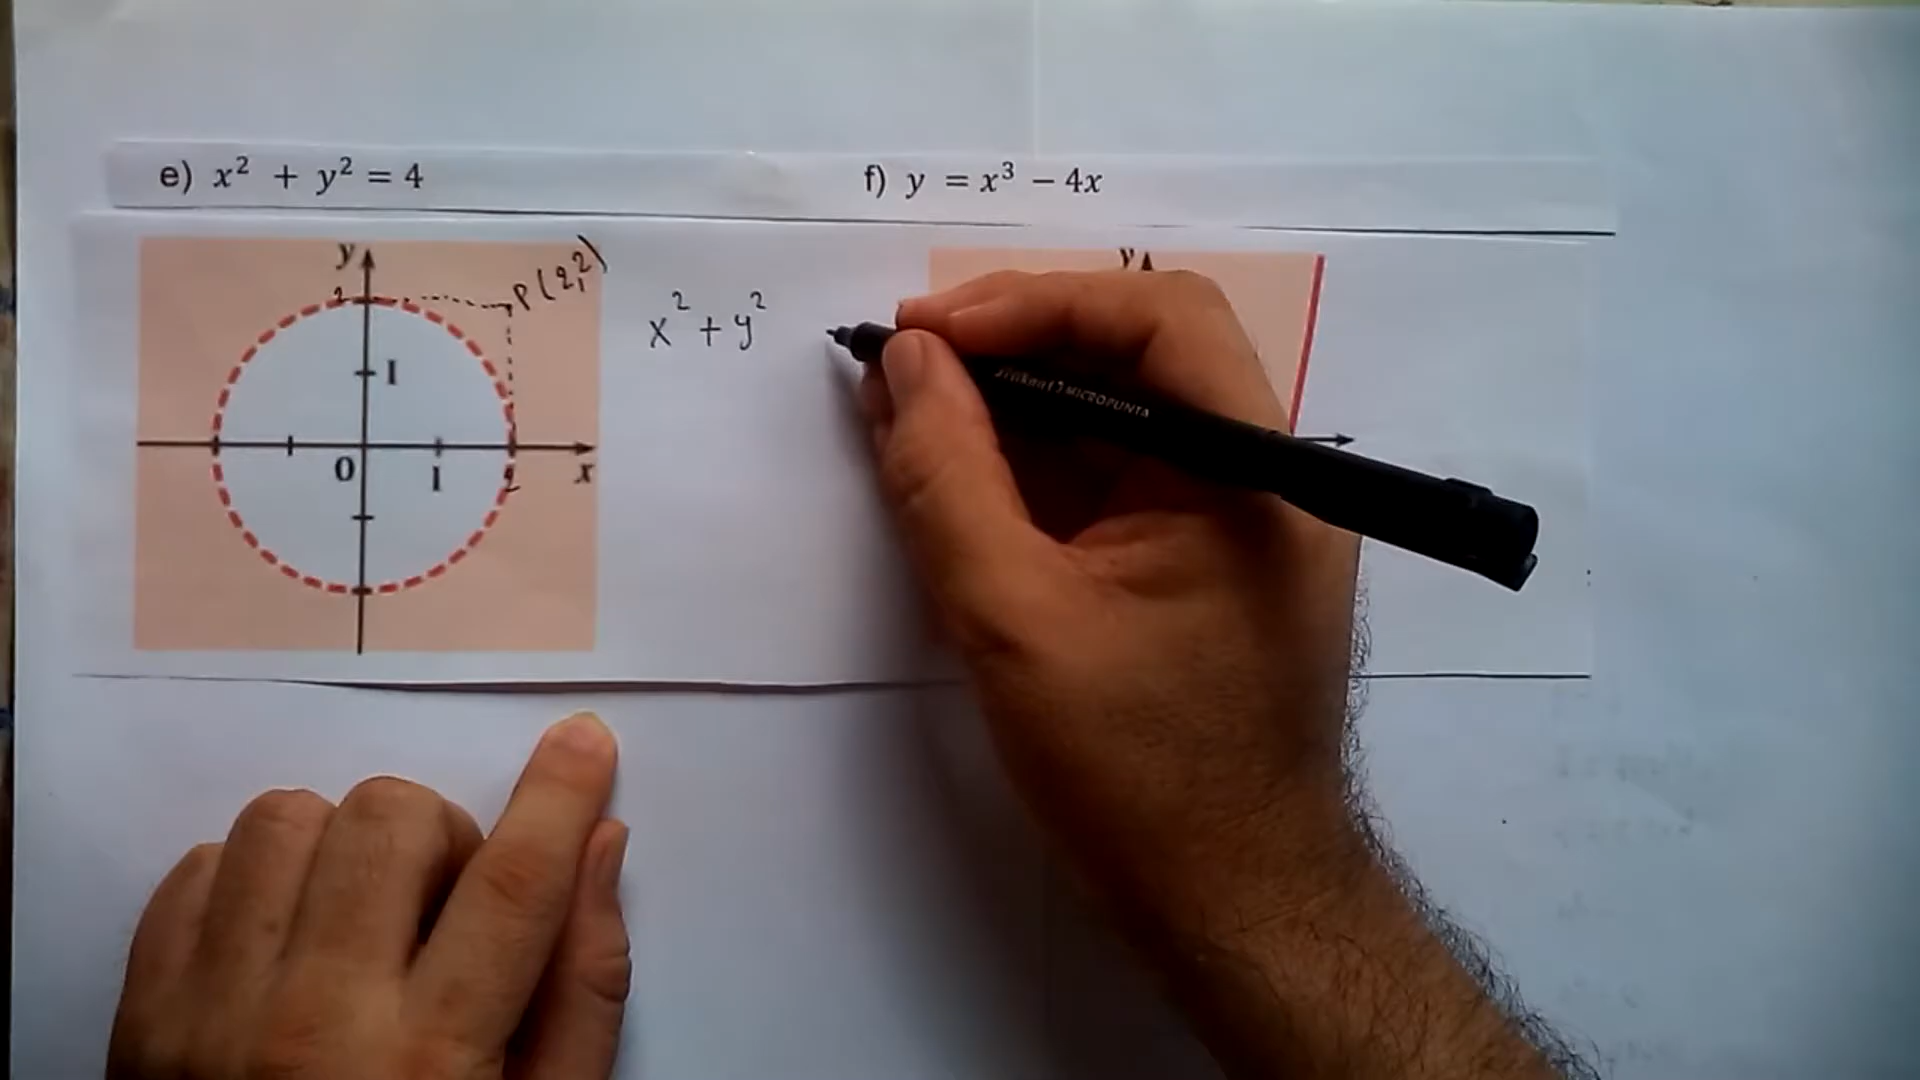 e) x² + y² = 4
f) y = x³ − 4x
y
2
P(2,2)
1
0
1
2
x
x² + y²
y
MICROPUNTA